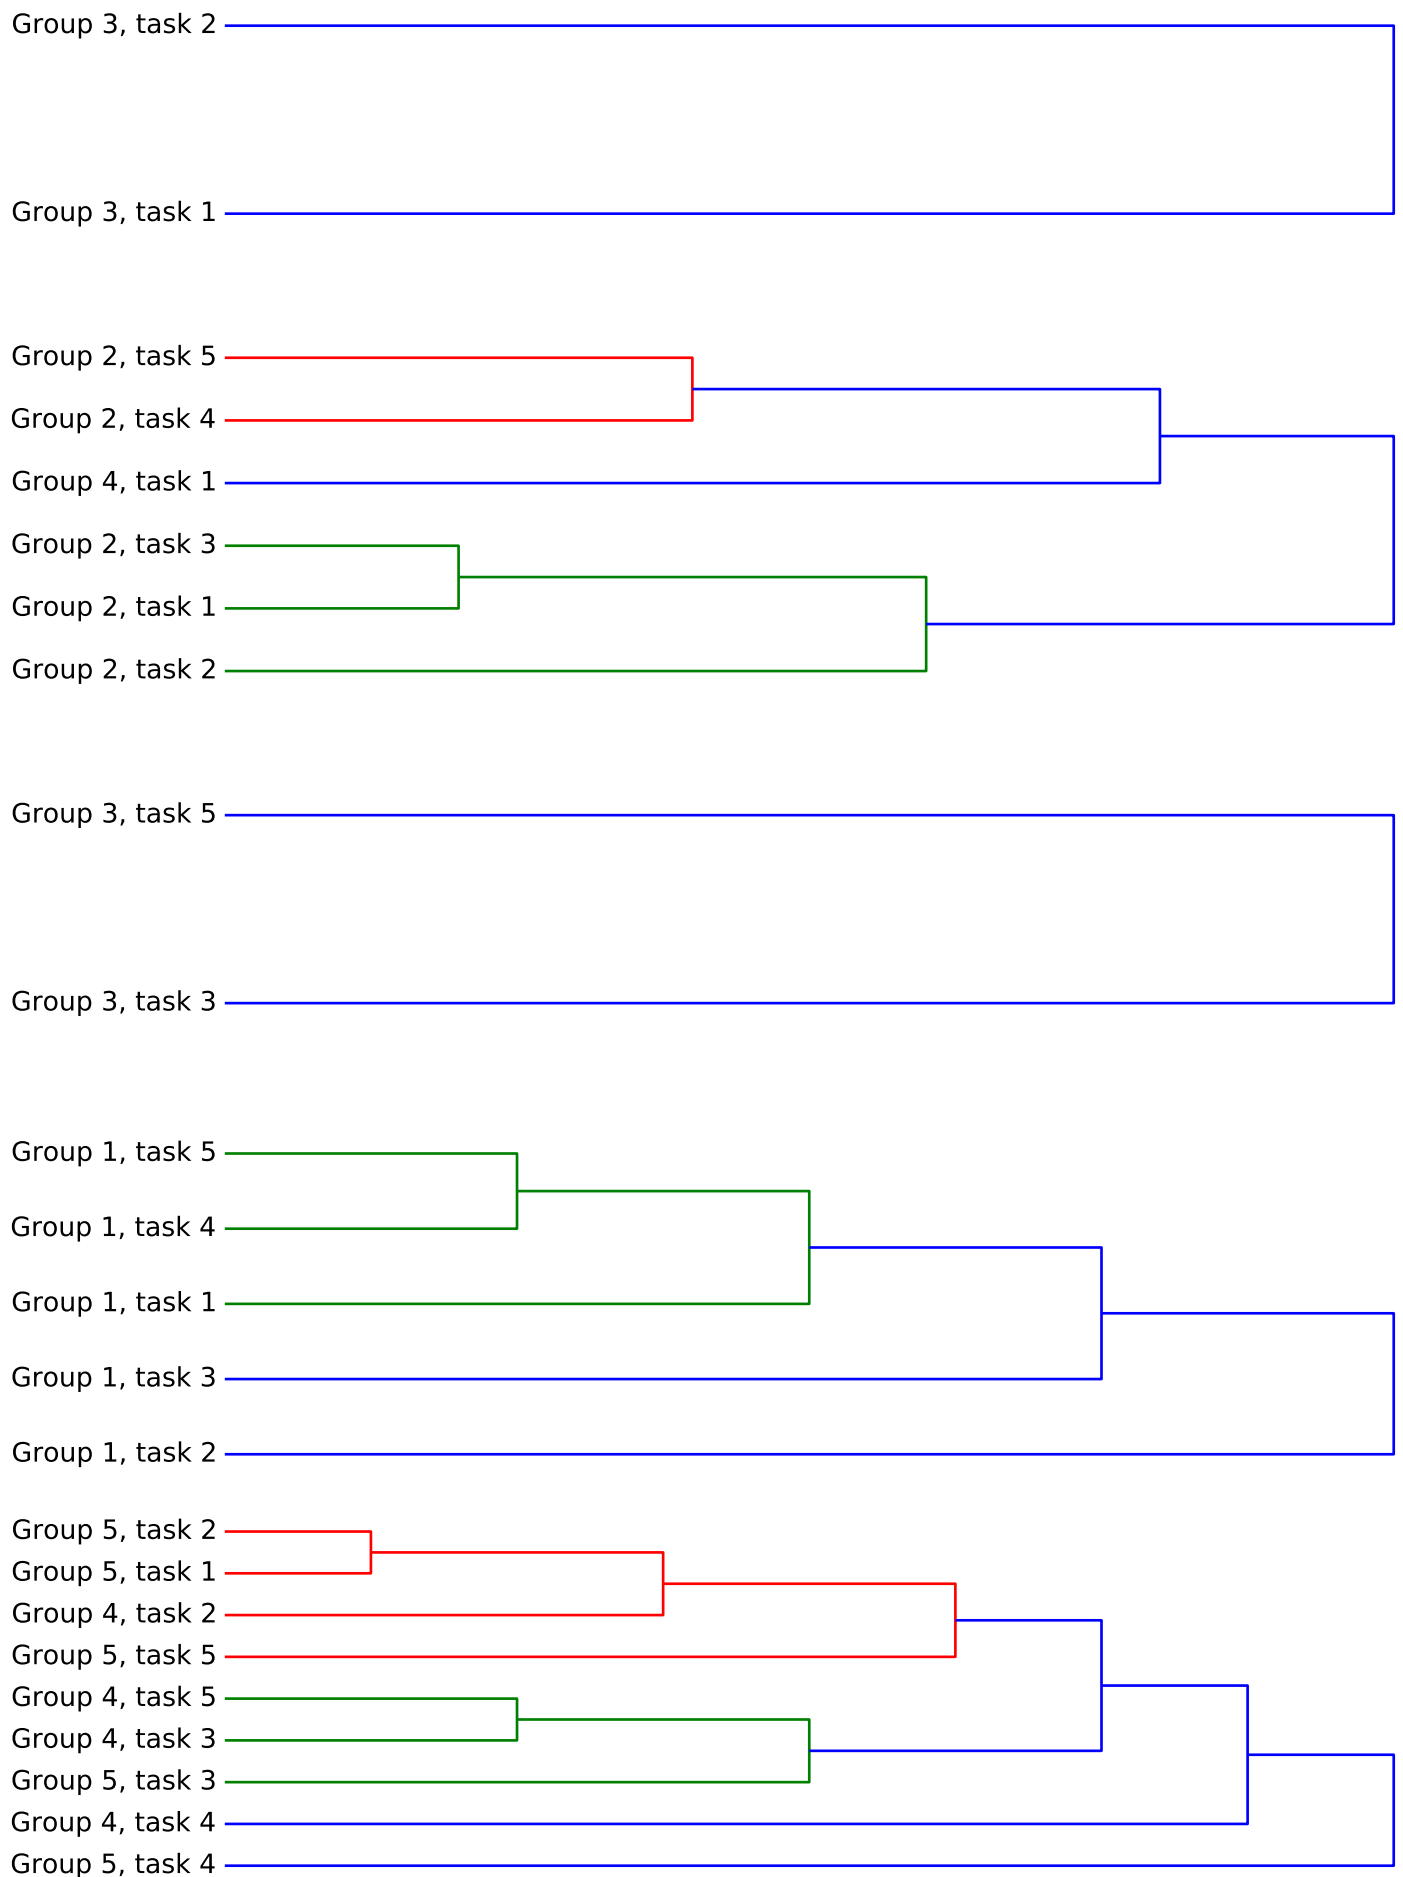 Group 3, task 2
Group 3, task 1
Group 2, task 5
Group 2, task 4
Group 4, task 1
Group 2, task 3
Group 2, task 1
Group 2, task 2
Group 3, task 5
Group 3, task 3
Group 1, task 5
Group 1, task 4
Group 1, task 1
Group 1, task 3
Group 1, task 2
Group 5, task 2
Group 5, task 1
Group 4, task 2
Group 5, task 5
Group 4, task 5
Group 4, task 3
Group 5, task 3
Group 4, task 4
Group 5, task 4